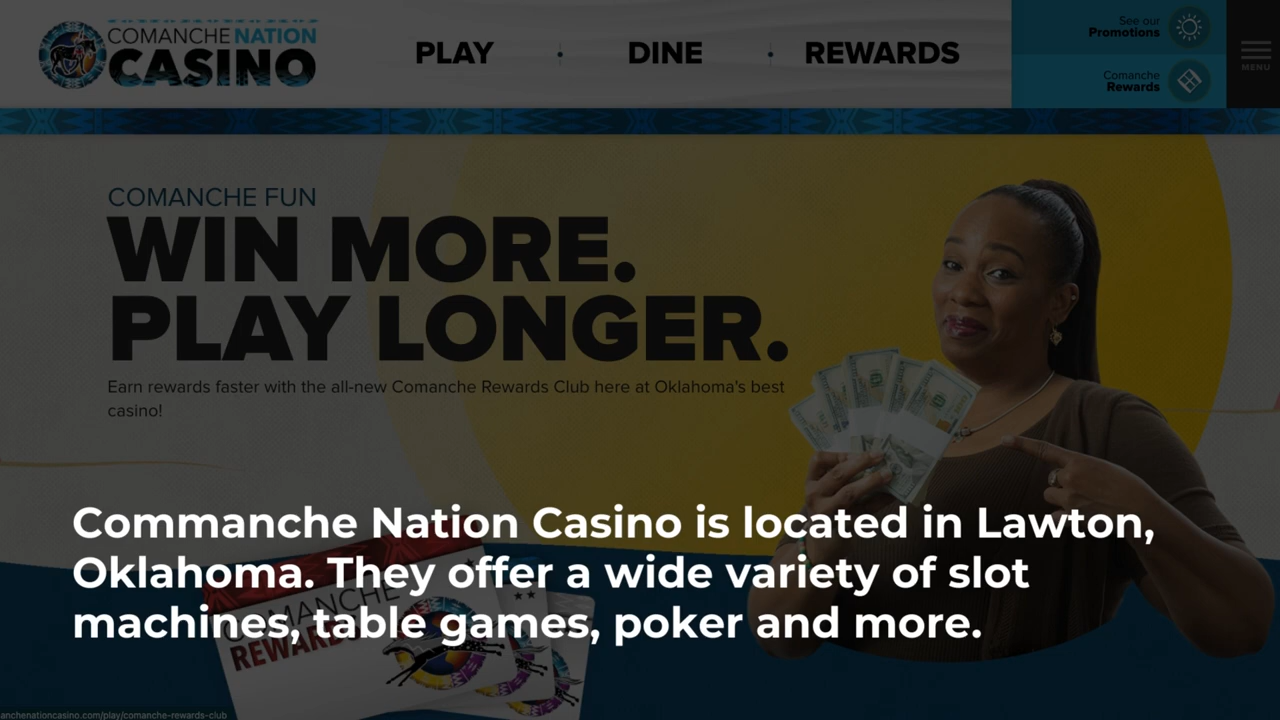 COMANCHE NATION
CASINO
PLAY
DINE
REWARDS
See our
Promotions
Comanche
Rewards
MENU
COMANCHE FUN
WIN MORE.
PLAY LONGER.
Earn rewards faster with the all-new Comanche Rewards Club here at Oklahoma's best
casino!
Commanche Nation Casino is located in Lawton,
Oklahoma. They offer a wide variety of slot
machines, table games, poker and more.
COMANCHE
REWARDS
anchenationcasino.com/play/comanche-rewards-club